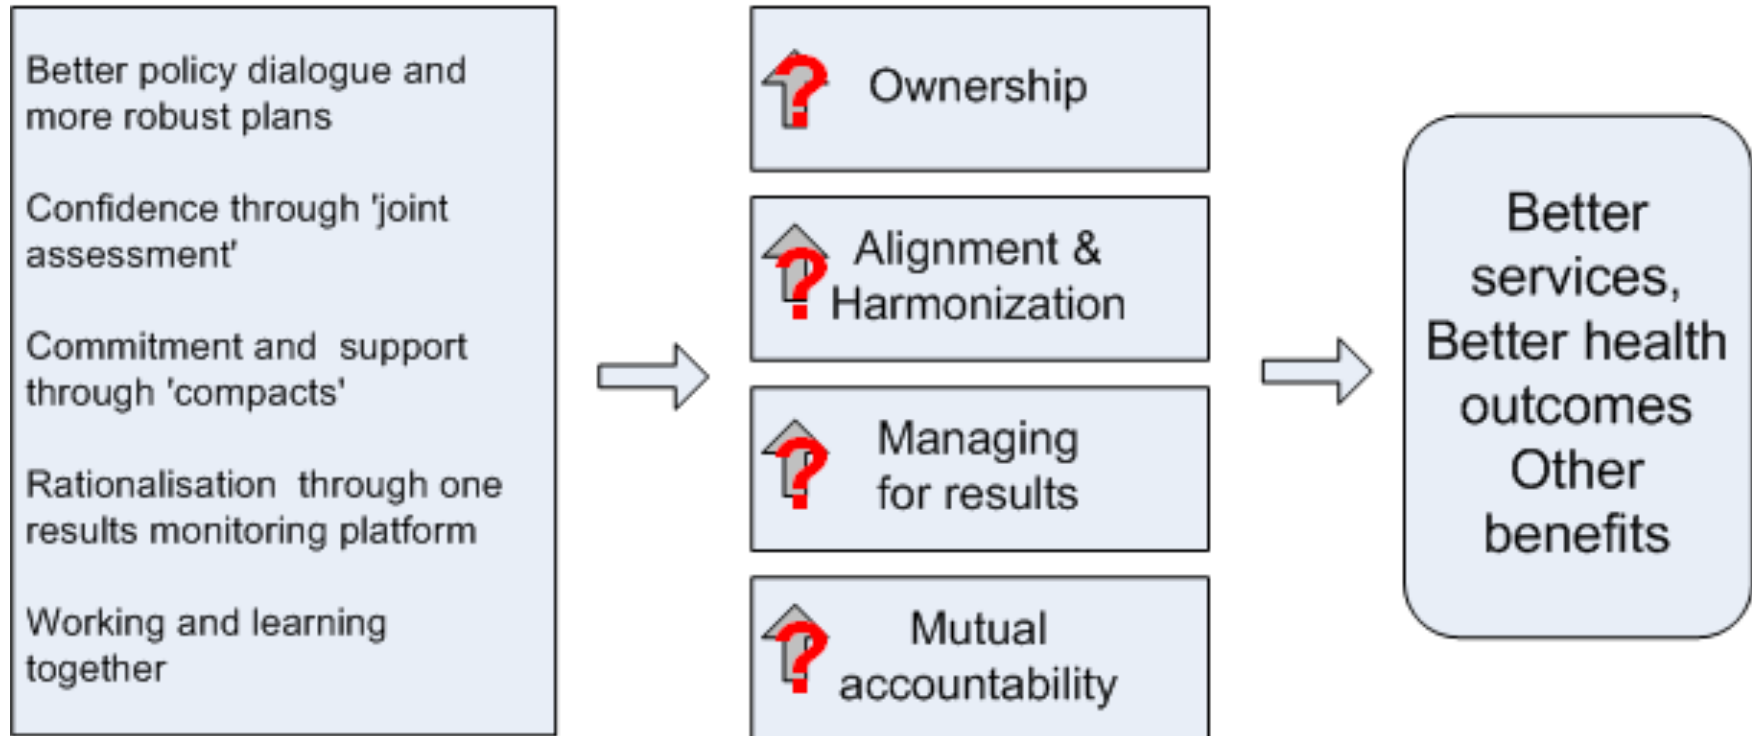 Better policy dialogue and
more robust plans
Confidence through 'joint
assessment'
Commitment and  support
through 'compacts'
Rationalisation  through one
results monitoring platform
Working and learning
together
?
Ownership
?
Alignment &
Harmonization
?
Managing
for results
?
Mutual
accountability
Better
services,
Better health
outcomes
Other
benefits